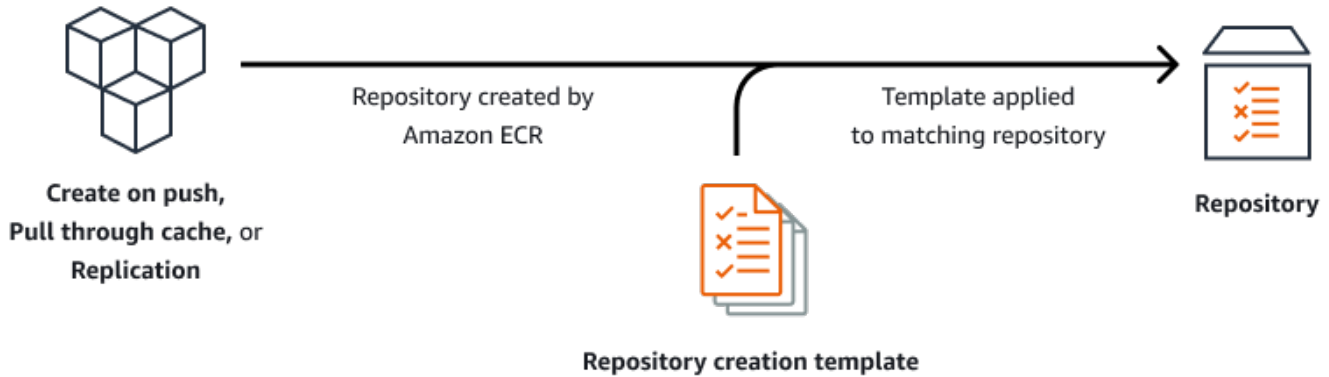 Create on push,
Pull through cache, or
Replication
Repository created by
Amazon ECR
Template applied
to matching repository
Repository creation template
Repository